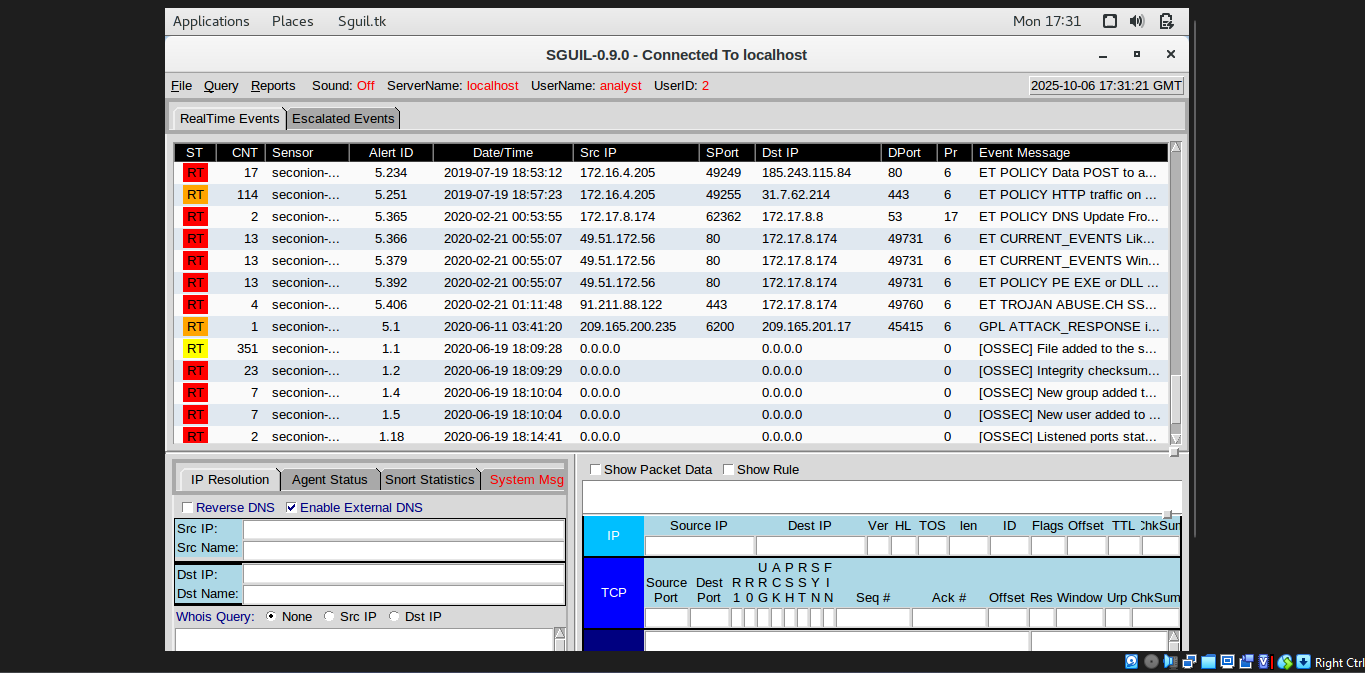 Applications Places Sguil.tk Mon 17:31
SGUIL-0.9.0 - Connected To localhost
File Query Reports Sound: Off ServerName: localhost UserName: analyst UserID: 2 2025-10-06 17:31:21 GMT
RealTime Events Escalated Events
ST CNT Sensor Alert ID Date/Time Src IP SPort Dst IP DPort Pr Event Message
RT 17 seconion-... 5.234 2019-07-19 18:53:12 172.16.4.205 49249 185.243.115.84 80 6 ET POLICY Data POST to a...
RT 114 seconion-... 5.251 2019-07-19 18:57:23 172.16.4.205 49255 31.7.62.214 443 6 ET POLICY HTTP traffic on ...
RT 2 seconion-... 5.365 2020-02-21 00:53:55 172.17.8.174 62362 172.17.8.8 53 17 ET POLICY DNS Update Fro...
RT 13 seconion-... 5.366 2020-02-21 00:55:07 49.51.172.56 80 172.17.8.174 49731 6 ET CURRENT_EVENTS Lik...
RT 13 seconion-... 5.379 2020-02-21 00:55:07 49.51.172.56 80 172.17.8.174 49731 6 ET CURRENT_EVENTS Win...
RT 13 seconion-... 5.392 2020-02-21 00:55:07 49.51.172.56 80 172.17.8.174 49731 6 ET POLICY PE EXE or DLL ...
RT 4 seconion-... 5.406 2020-02-21 01:11:48 91.211.88.122 443 172.17.8.174 49760 6 ET TROJAN ABUSE.CH SS...
RT 1 seconion-... 5.1 2020-06-11 03:41:20 209.165.200.235 6200 209.165.201.17 45415 6 GPL ATTACK_RESPONSE i...
RT 351 seconion-... 1.1 2020-06-19 18:09:28 0.0.0.0 0.0.0.0 0 [OSSEC] File added to the s...
RT 23 seconion-... 1.2 2020-06-19 18:09:29 0.0.0.0 0.0.0.0 0 [OSSEC] Integrity checksum...
RT 7 seconion-... 1.4 2020-06-19 18:10:04 0.0.0.0 0.0.0.0 0 [OSSEC] New group added t...
RT 7 seconion-... 1.5 2020-06-19 18:10:04 0.0.0.0 0.0.0.0 0 [OSSEC] New user added to ...
RT 2 seconion-... 1.18 2020-06-19 18:14:41 0.0.0.0 0.0.0.0 0 [OSSEC] Listened ports stat...
IP Resolution Agent Status Snort Statistics System Msg
Reverse DNS Enable External DNS
Src IP:
Src Name:
Dst IP:
Dst Name:
Whois Query: None Src IP Dst IP
Show Packet Data Show Rule
IP Source IP Dest IP Ver HL TOS len ID Flags Offset TTL ChkSum
U A P R S F
Source Dest R R R C S S Y I
TCP Port Port 1 0 G K H T N N Seq # Ack # Offset Res Window Urp ChkSum
Right Ctrl